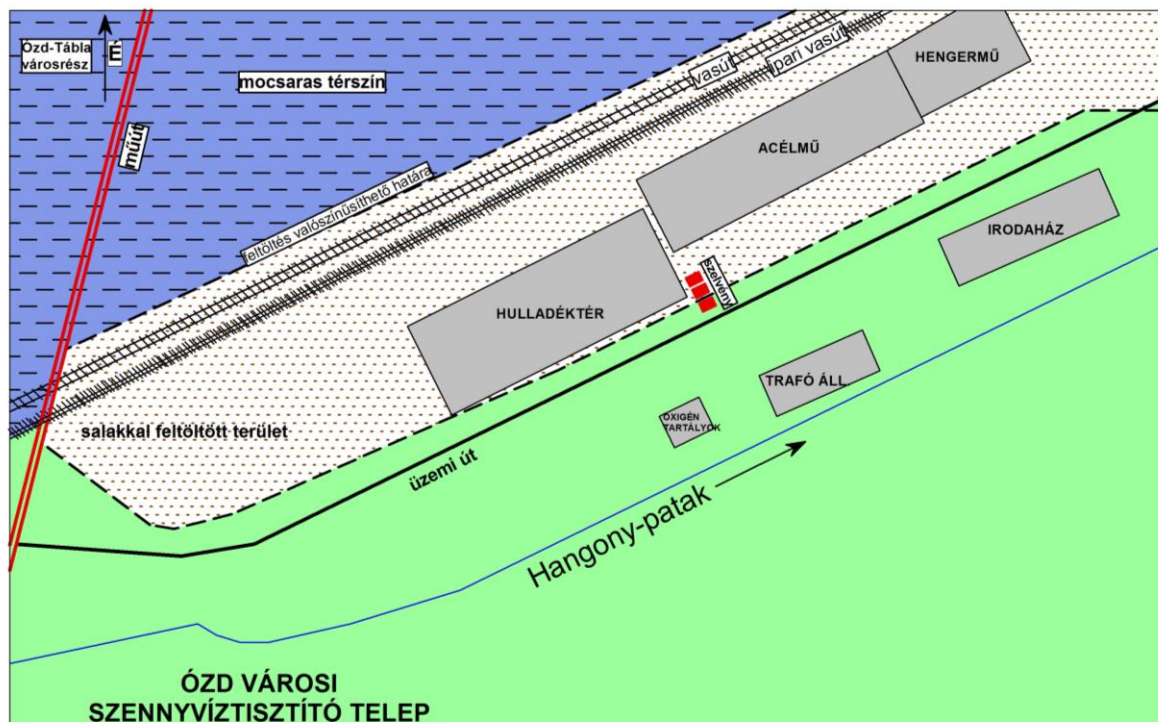 Ózd-Tábla
városrész
É
mocsaras térszín
műút
vasút
ipari vasút
HENGERMŰ
ACÉLMŰ
feltöltés valószínűsíthető határa
IRODAHÁZ
szelvény
HULLADÉKTÉR
TRAFÓ ÁLL.
OXIGÉN
TARTÁLYOK
salakkal feltöltött terület
üzemi út
Hangony-patak
ÓZD VÁROSI
SZENNYVÍZTISZTÍTÓ TELEP